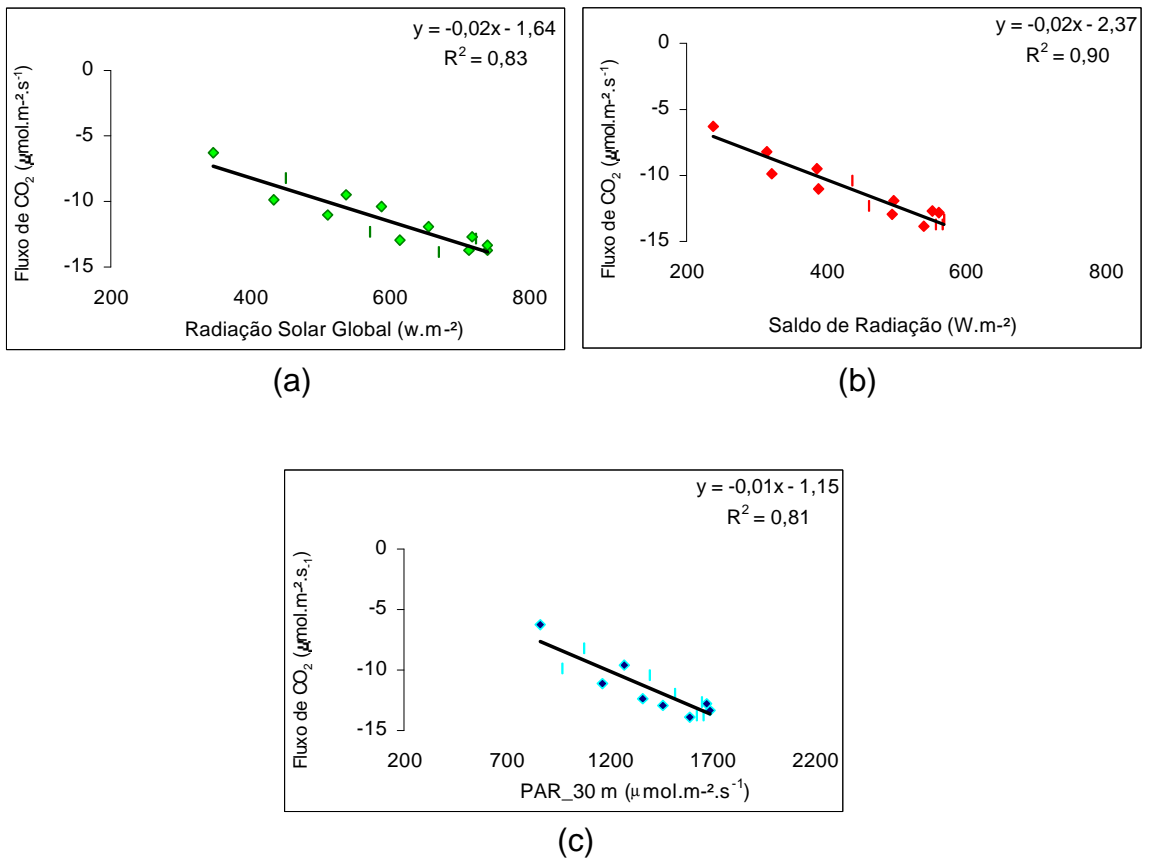 y = -0,02x - 1,64
R² = 0,83
0
-5
-10
-15
200 400 600 800
Fluxo de CO₂ (µmol.m-².s⁻¹)
Radiação Solar Global (w.m-²)
(a)
y = -0,02x - 2,37
R² = 0,90
0
-5
-10
-15
200 400 600 800
Fluxo de CO₂ (µmol.m-².s⁻¹)
Saldo de Radiação (W.m-²)
(b)
y = -0,01x - 1,15
R² = 0,81
0
-5
-10
-15
200 700 1200 1700 2200
Fluxo de CO₂ (µmol.m-².s₋₁)
PAR_30 m (µmol.m-².s⁻¹)
(c)